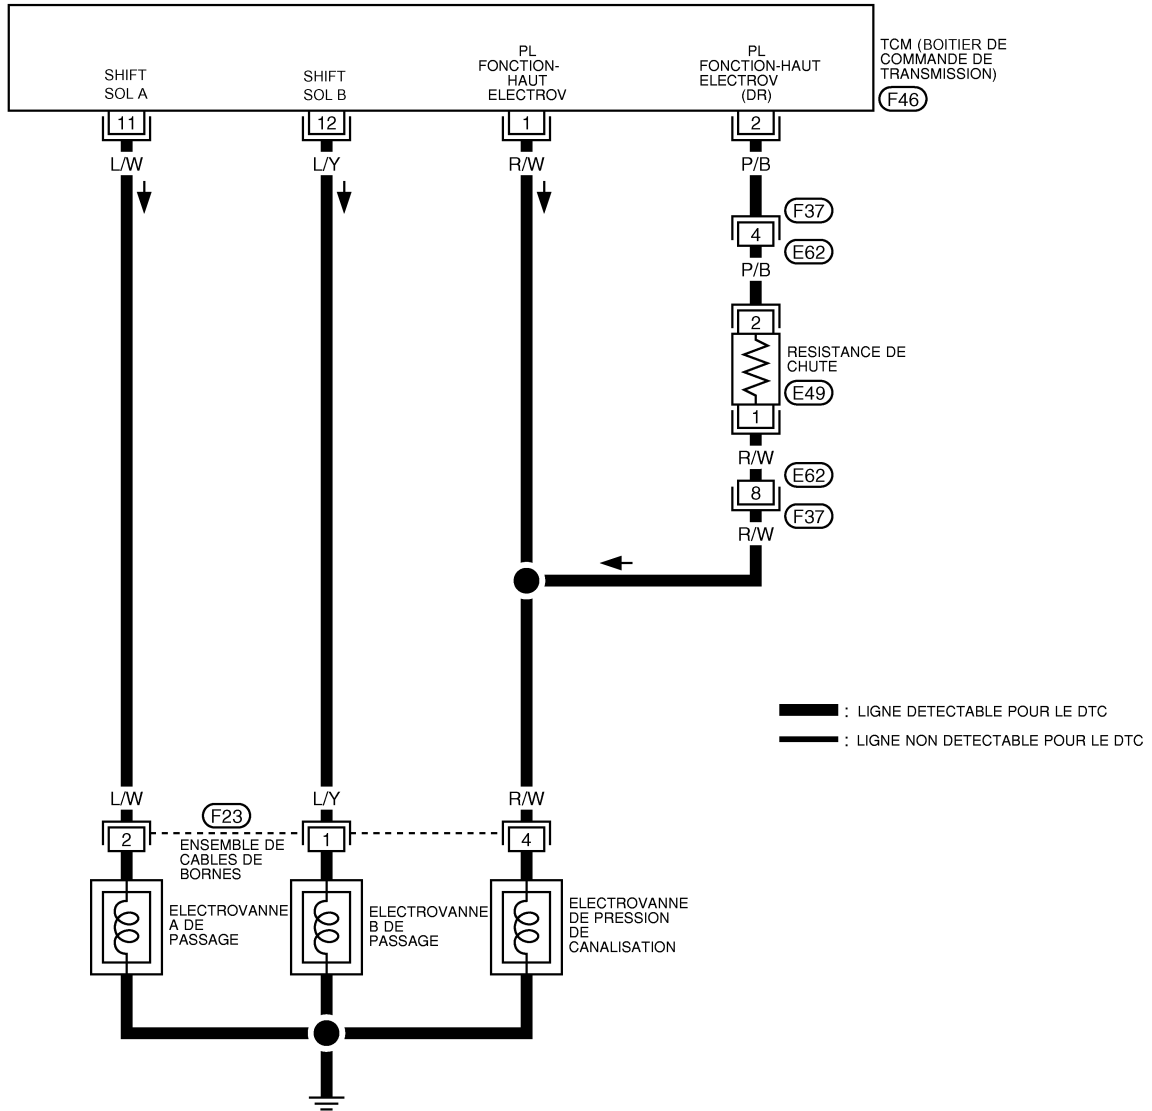 SHIFT
SOL A
SHIFT
SOL B
PL
FONCTION-
HAUT
ELECTROV
PL
FONCTION-HAUT
ELECTROV
(DR)
TCM (BOITIER DE
COMMANDE DE
TRANSMISSION)
F46
11
12
1
2
L/W
L/Y
R/W
P/B
F37
4
E62
P/B
2
RESISTANCE DE
CHUTE
E49
1
R/W
E62
8
F37
R/W
: LIGNE DETECTABLE POUR LE DTC
: LIGNE NON DETECTABLE POUR LE DTC
L/W
L/Y
R/W
F23
2
1
4
ENSEMBLE DE
CABLES DE
BORNES
ELECTROVANNE
A DE
PASSAGE
ELECTROVANNE
B DE
PASSAGE
ELECTROVANNE
DE PRESSION
DE
CANALISATION